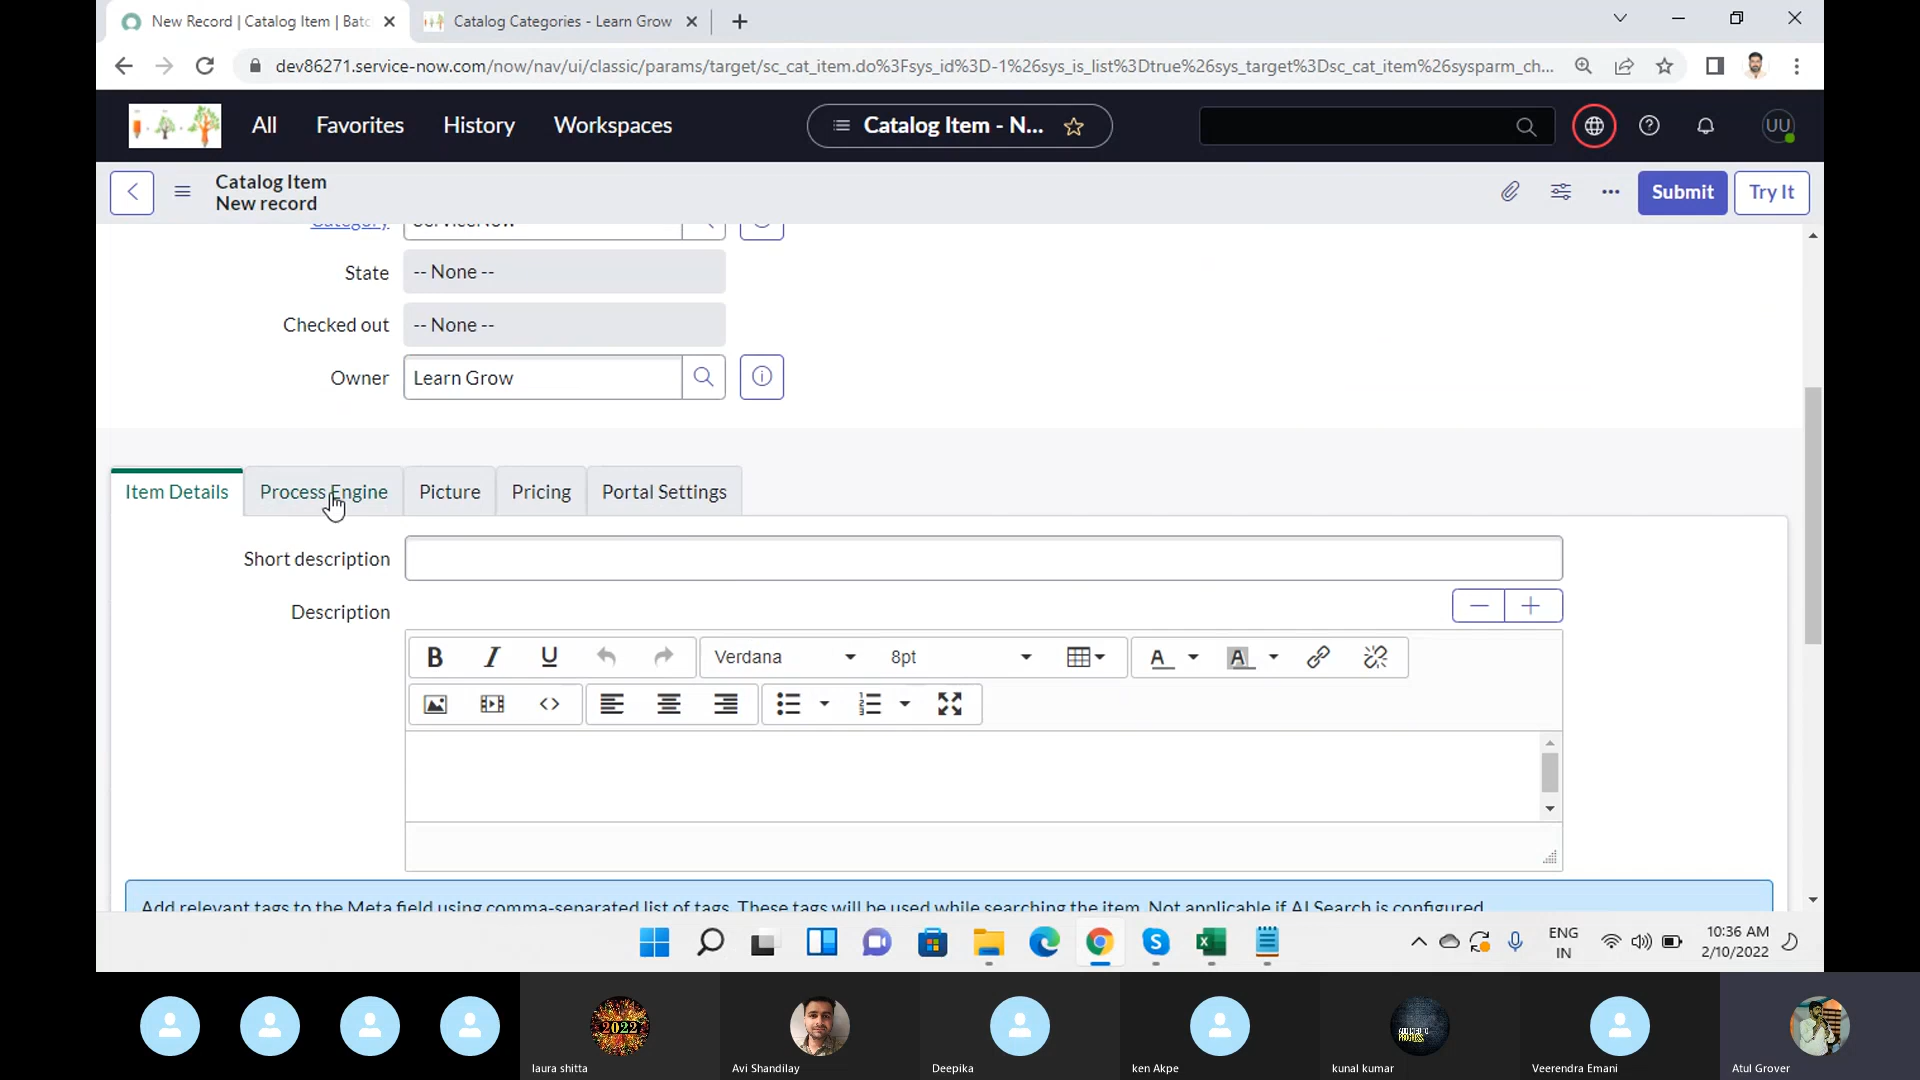 New Record | Catalog Item | Batc
Catalog Categories - Learn Grow
dev86271.service-now.com/now/nav/ui/classic/params/target/sc_cat_item.do%3Fsys_id%3D-1%26sys_is_list%3Dtrue%26sys_target%3Dsc_cat_item%26sysparm_ch...
All Favorites History Workspaces Catalog Item - N... UU
Catalog Item
New record
Submit Try It
Category ServiceNow
State -- None --
Checked out -- None --
Owner Learn Grow
Item Details Process Engine Picture Pricing Portal Settings
Short description
Description
Verdana 8pt
Add relevant tags to the Meta field using comma-separated list of tags. These tags will be used while searching the item. Not applicable if AI Search is configured
ENG
IN
10:36 AM
2/10/2022
2022
PROGRESS
laura shitta Avi Shandilay Deepika ken Akpe kunal kumar Veerendra Emani Atul Grover